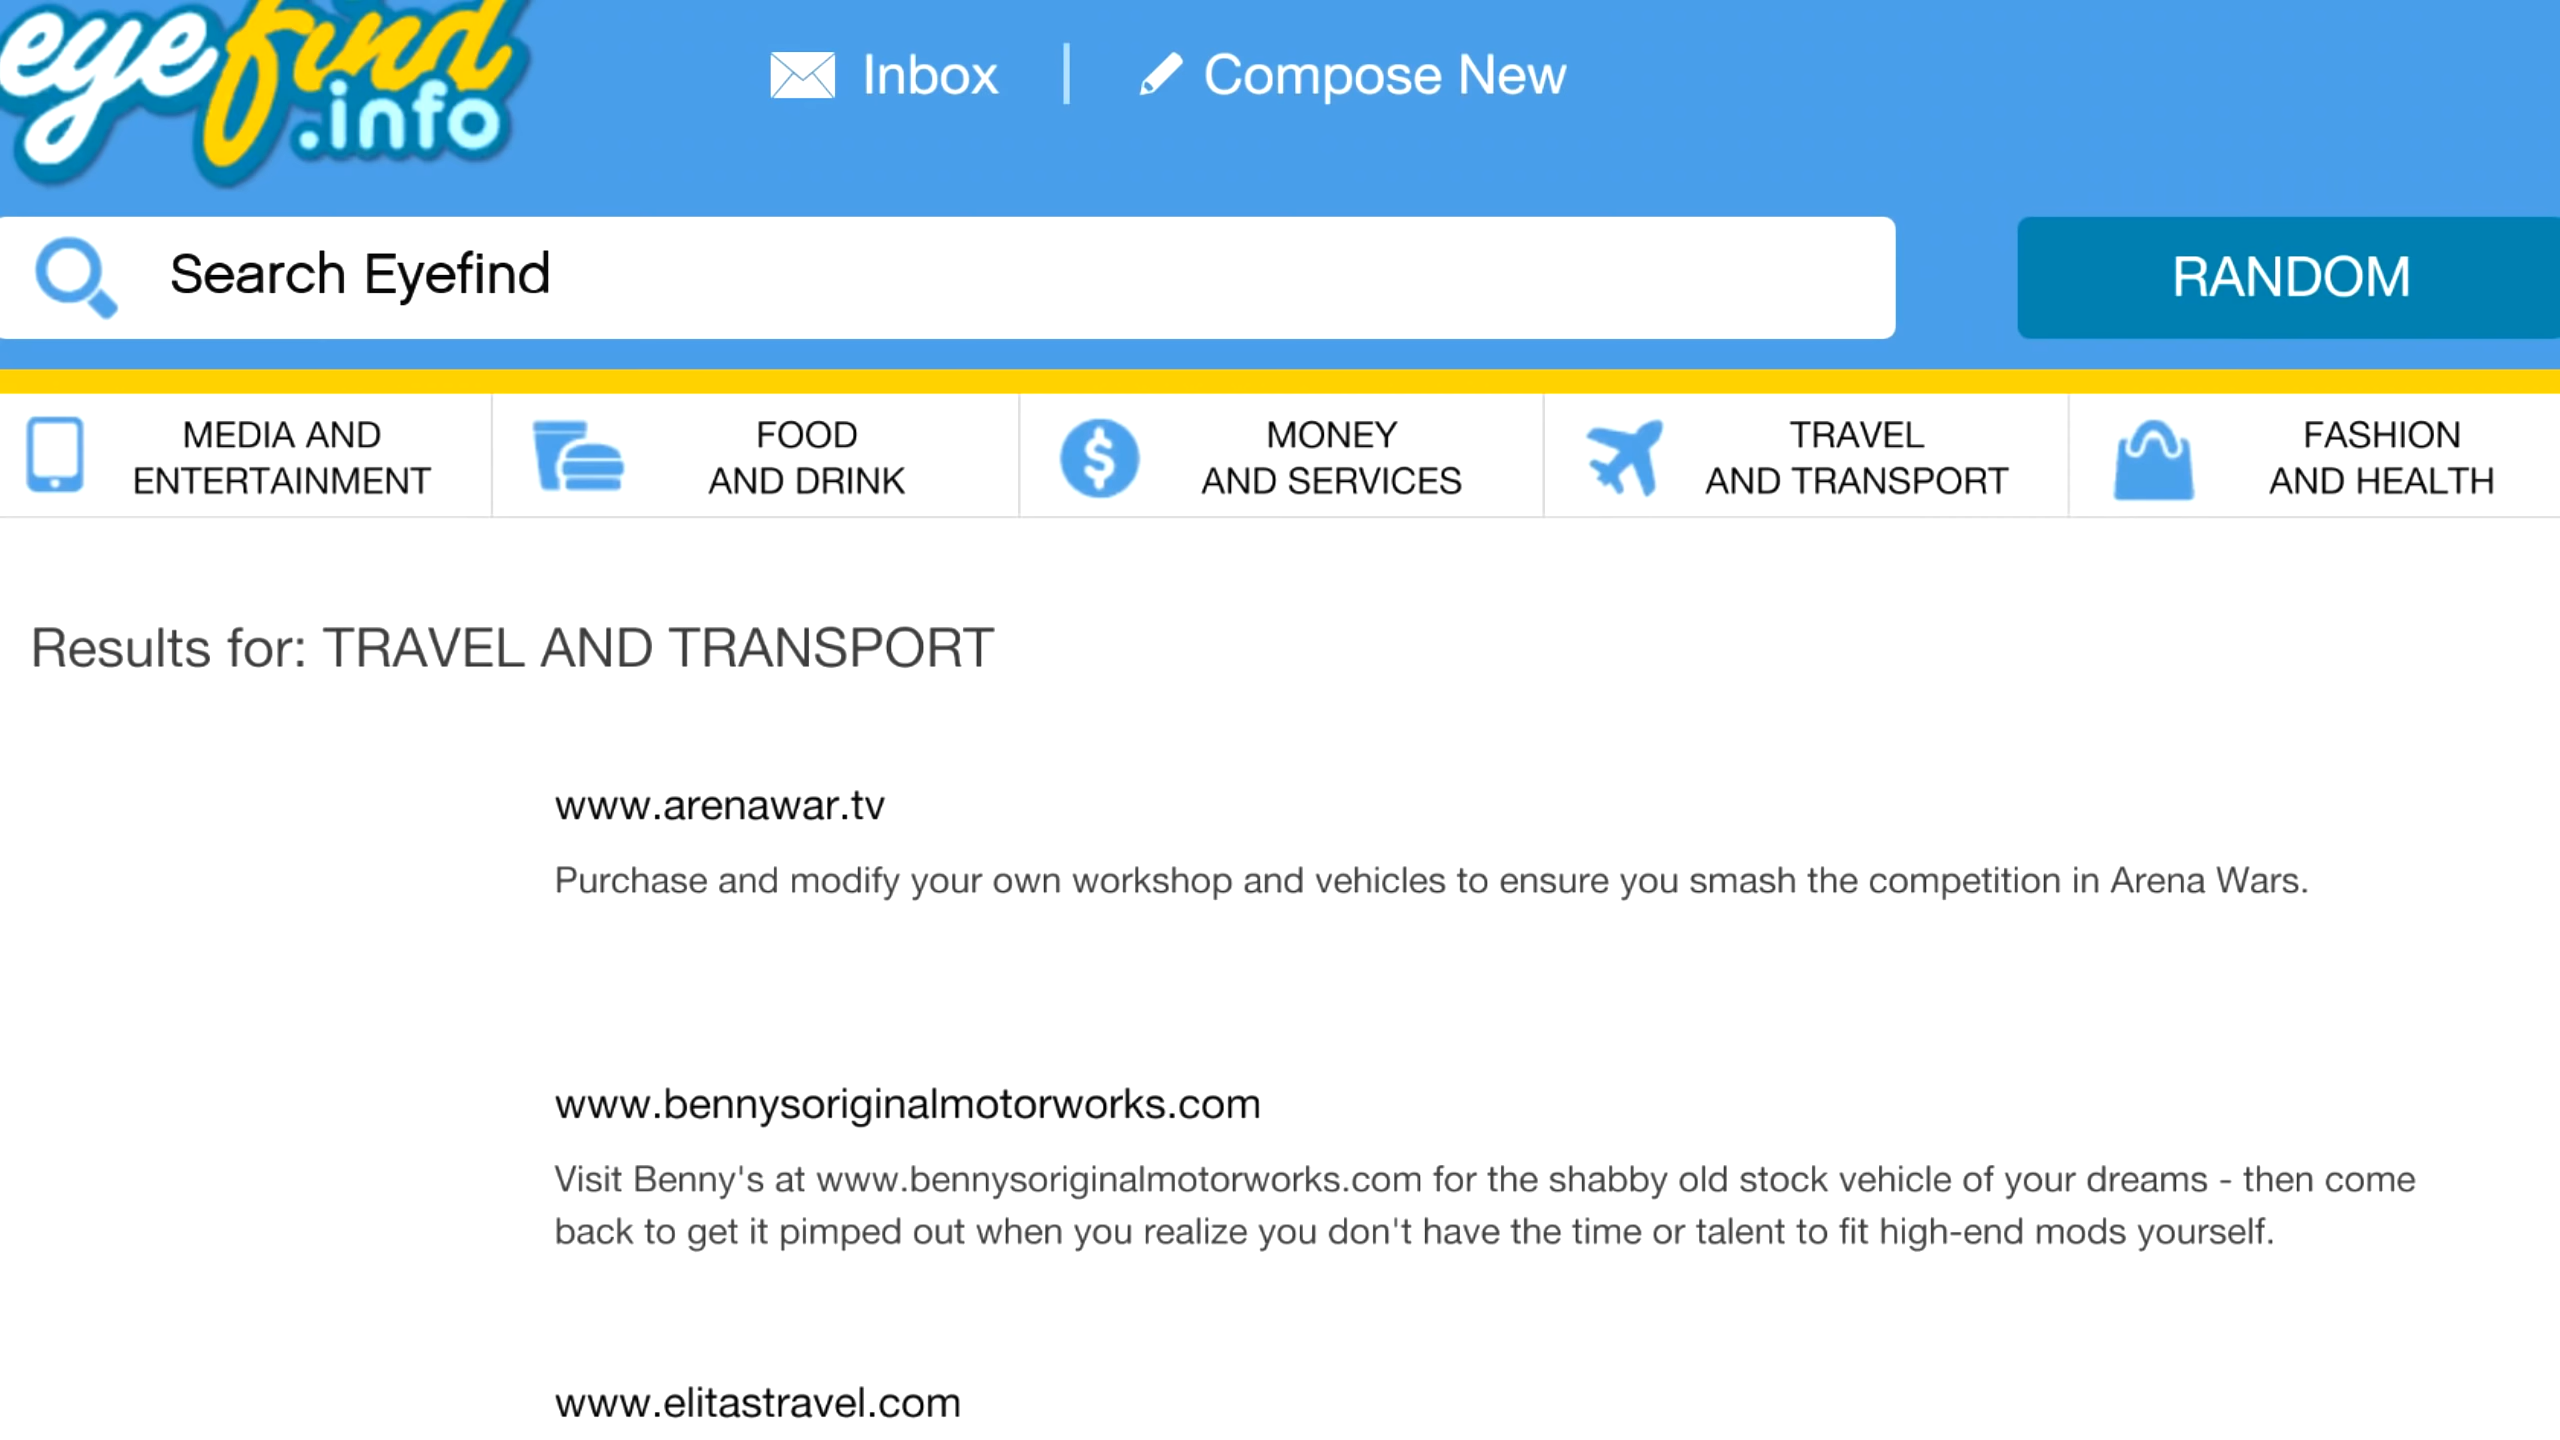 eyefind
.info
Inbox
Compose New
Search Eyefind
RANDOM
MEDIA AND
ENTERTAINMENT
FOOD
AND DRINK
MONEY
AND SERVICES
TRAVEL
AND TRANSPORT
FASHION
AND HEALTH
Results for: TRAVEL AND TRANSPORT
www.arenawar.tv
Purchase and modify your own workshop and vehicles to ensure you smash the competition in Arena Wars.
www.bennysoriginalmotorworks.com
Visit Benny's at www.bennysoriginalmotorworks.com for the shabby old stock vehicle of your dreams - then come
back to get it pimped out when you realize you don't have the time or talent to fit high-end mods yourself.
www.elitastravel.com